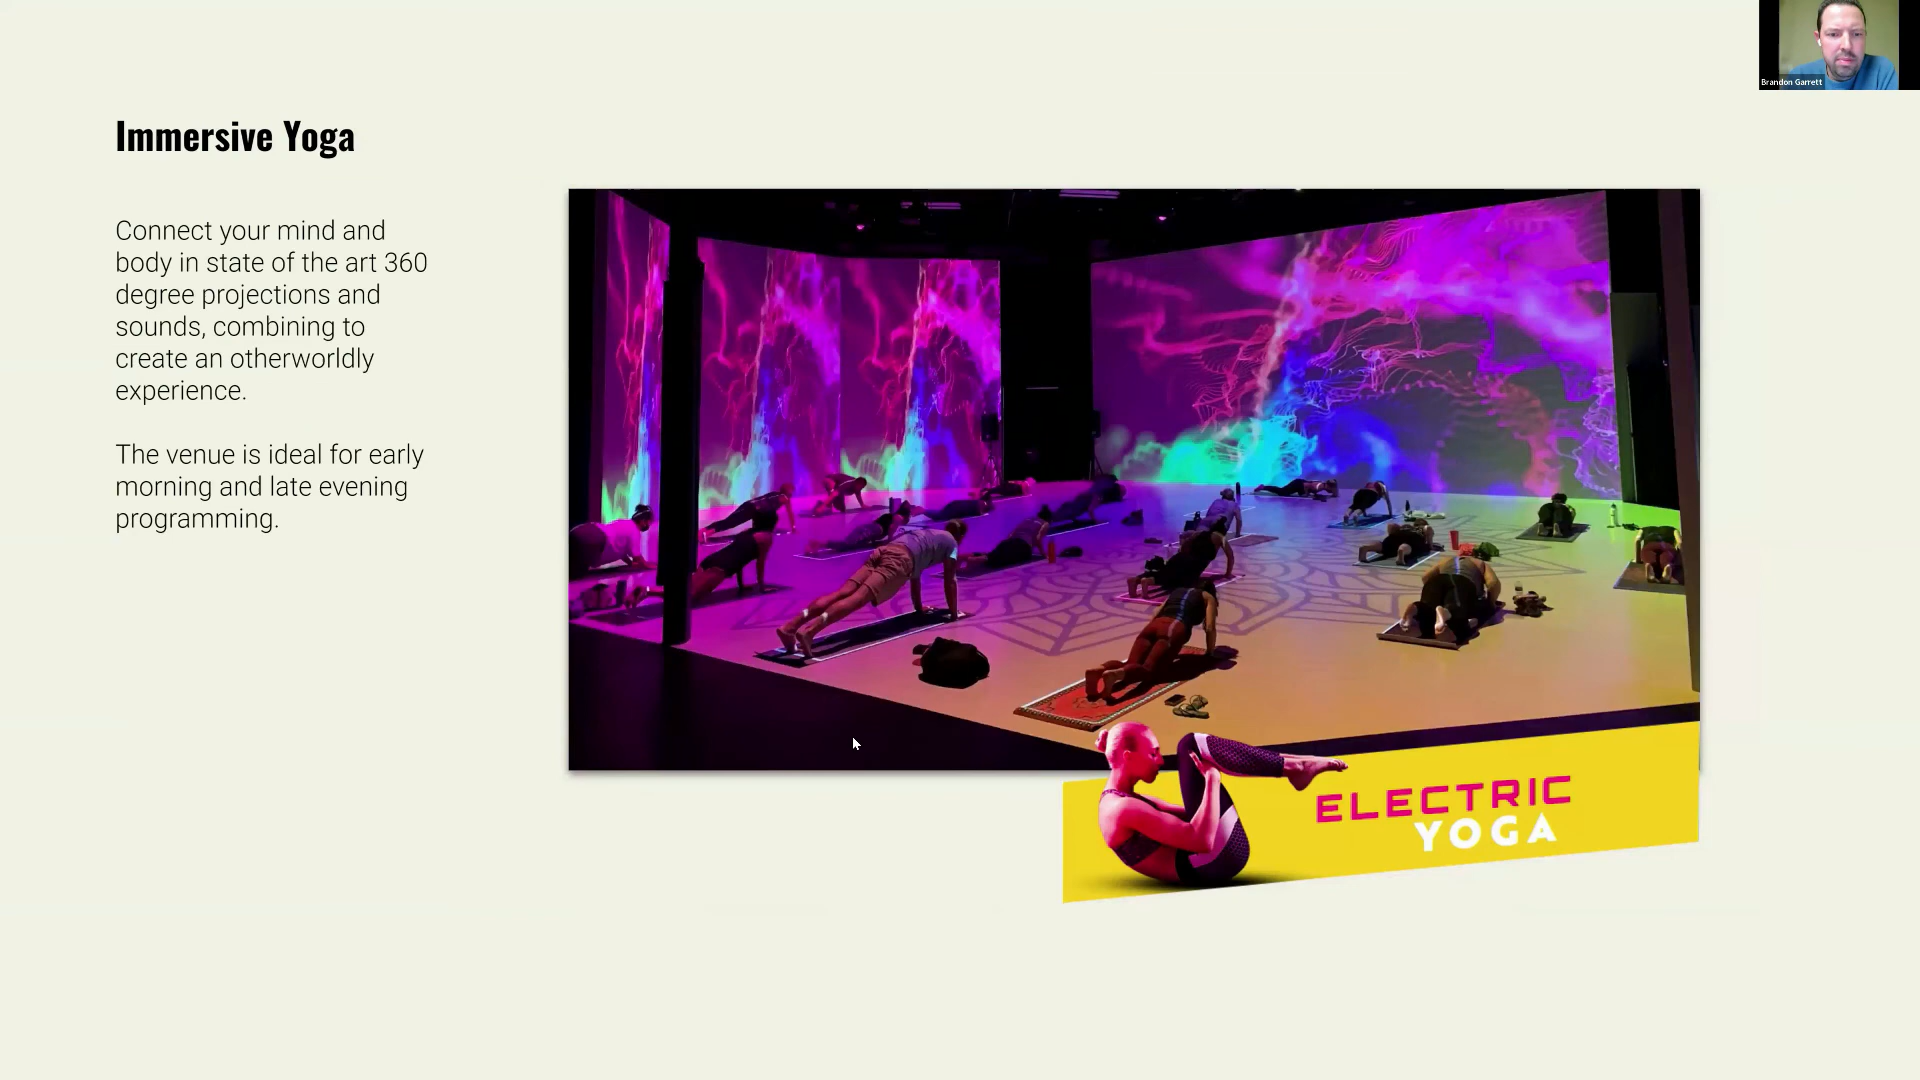 Brandon Garrett
Immersive Yoga
Connect your mind and
body in state of the art 360
degree projections and
sounds, combining to
create an otherworldly
experience.
The venue is ideal for early
morning and late evening
programming.
ELECTRIC
YOGA